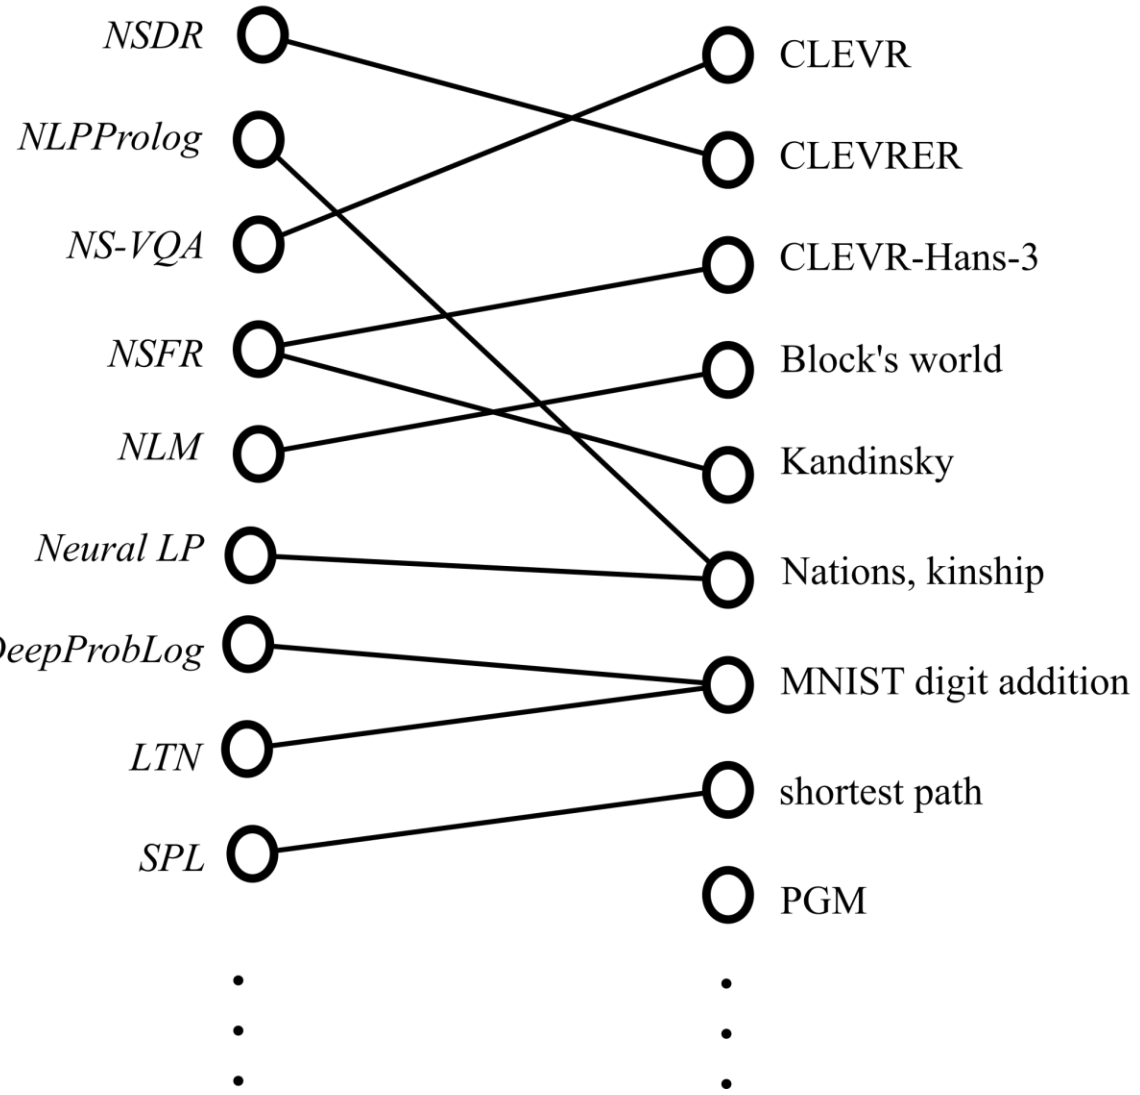 NSDR
NLPProlog
NS-VQA
NSFR
NLM
Neural LP
DeepProbLog
LTN
SPL
CLEVR
CLEVRER
CLEVR-Hans-3
Block's world
Kandinsky
Nations, kinship
MNIST digit addition
shortest path
PGM